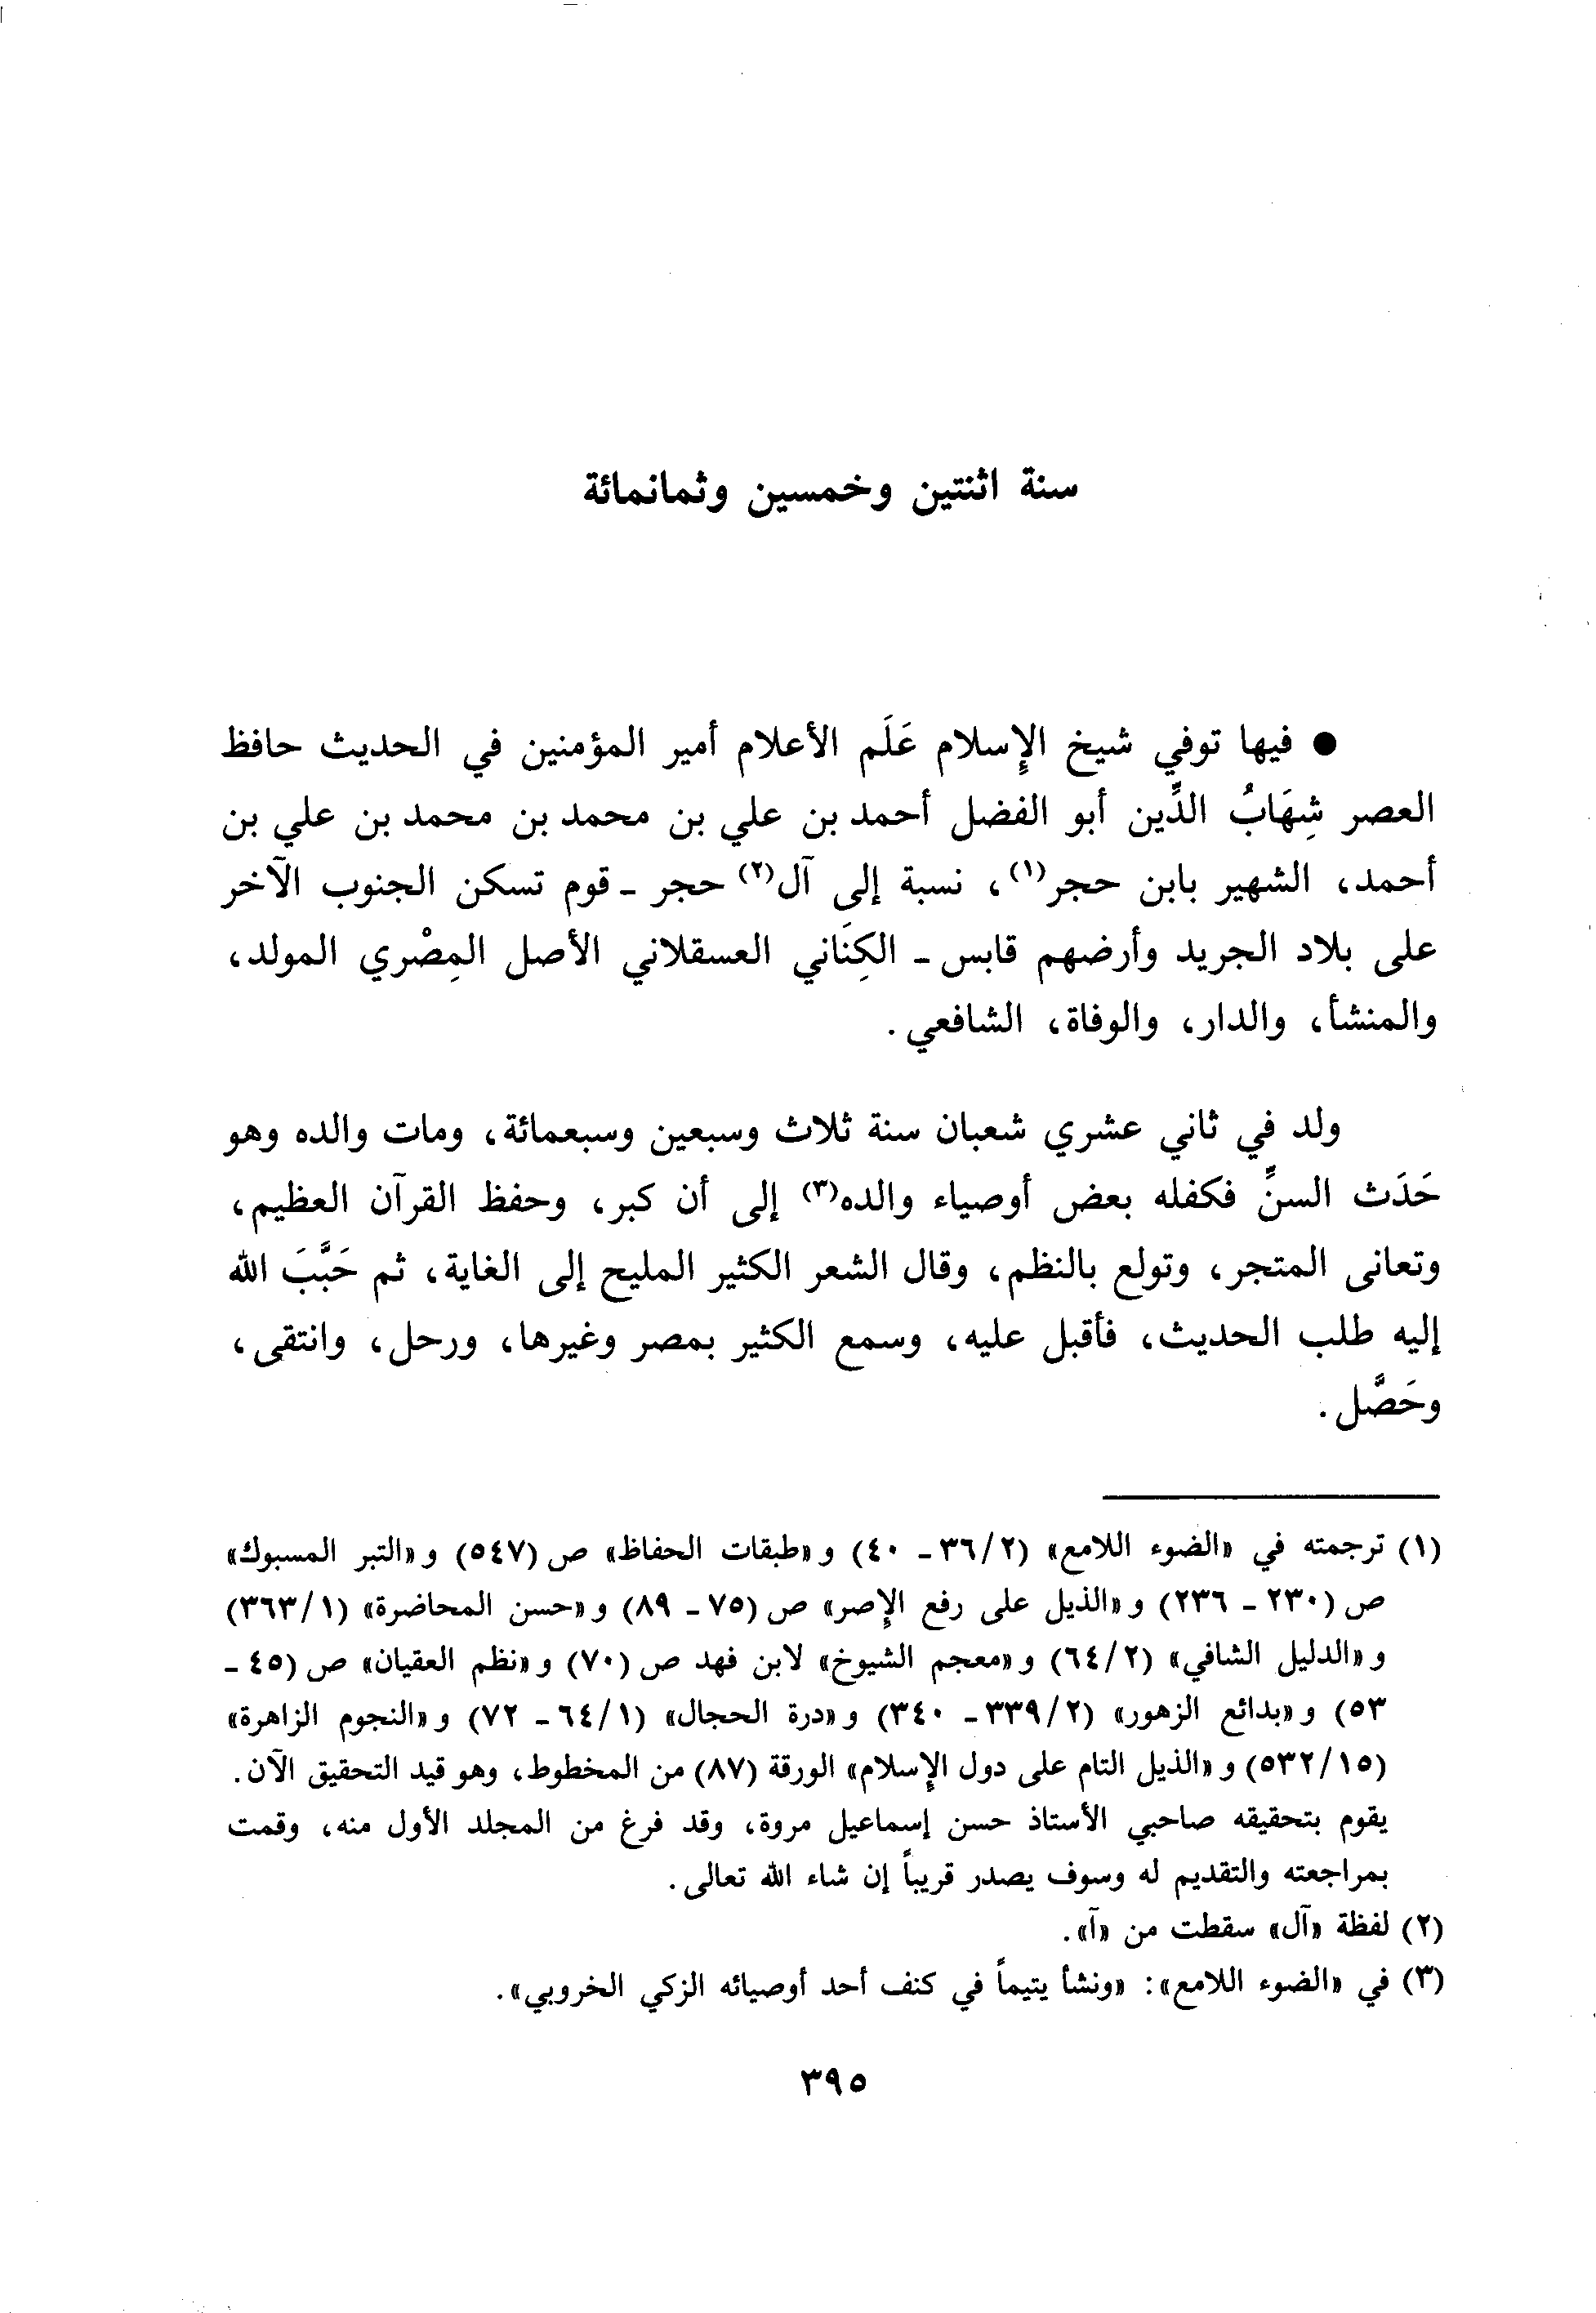 سنة اثنتين وخمسين وثمانمائة
● فيها توفي شيخ الإِسلام عَلَم الأعلام أمير المؤمنين في الحديث حافظ
العصر شِهَابُ الدِّين أبو الفضل أحمد بن علي بن محمد بن محمد بن علي بن
أحمد، الشهير بابن حجر(١)، نسبة إلى آل(٢) حجر - قوم تسكن الجنوب الآخر
على بلاد الجريد وأرضهم قابس - الكِنَاني العسقلاني الأصل المِصْري المولد،
والمنشأ، والدار، والوفاة، الشافعي.
ولد في ثاني عشري شعبان سنة ثلاث وسبعين وسبعمائة، ومات والده وهو
حَدَث السنِّ فكفله بعض أوصياء والده(٣) إلى أن كبر، وحفظ القرآن العظيم،
وتعانى المتجر، وتولع بالنظم، وقال الشعر الكثير المليح إلى الغاية، ثم حَبَّبَ الله
إليه طلب الحديث، فأقبل عليه، وسمع الكثير بمصر وغيرها، ورحل، وانتقى،
وحَصَّل.
(١) ترجمته في «الضوء اللامع» (٣٦/٢ - ٤٠) و«طبقات الحفاظ» ص (٥٤٧) و«التبر المسبوك»
ص (٢٣٠ - ٢٣٦) و«الذيل على رفع الإِصر» ص (٧٥ - ٨٩) و«حسن المحاضرة» (٣٦٣/١)
و«الدليل الشافي» (٦٤/٢) و«معجم الشيوخ» لابن فهد ص (٧٠) و«نظم العقيان» ص (٤٥ -
٥٣) و«بدائع الزهور» (٣٣٩/٢ - ٣٤٠) و«درة الحجال» (٦٤/١ - ٧٢) و«النجوم الزاهرة»
(٥٣٢/١٥) و«الذيل التام على دول الإِسلام» الورقة (٨٧) من المخطوط، وهو قيد التحقيق الآن.
يقوم بتحقيقه صاحبي الأستاذ حسن إسماعيل مروة، وقد فرغ من المجلد الأول منه، وقمت
بمراجعته والتقديم له وسوف يصدر قريباً إن شاء الله تعالى.
(٢) لفظة «آل» سقطت من «آ».
(٣) في «الضوء اللامع»: «ونشأ يتيماً في كنف أحد أوصيائه الزكي الخروبي».
٣٩٥